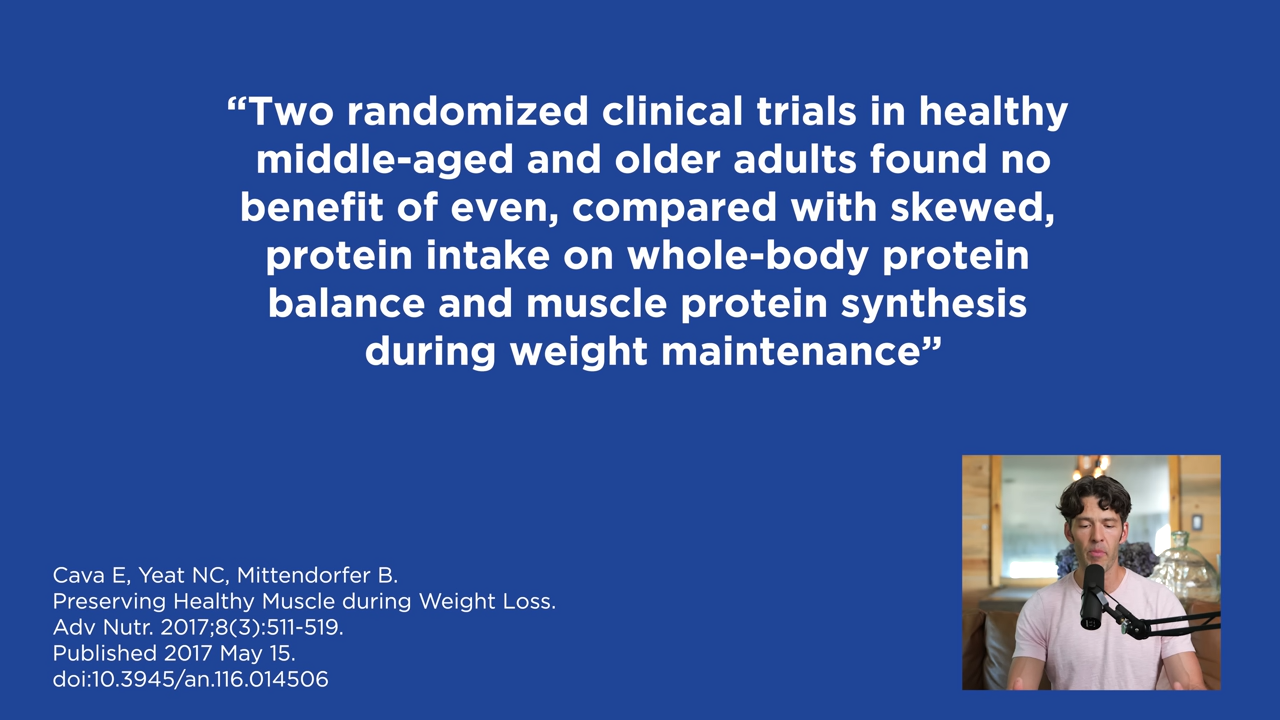 “Two randomized clinical trials in healthy
middle-aged and older adults found no
benefit of even, compared with skewed,
protein intake on whole-body protein
balance and muscle protein synthesis
during weight maintenance”
Cava E, Yeat NC, Mittendorfer B.
Preserving Healthy Muscle during Weight Loss.
Adv Nutr. 2017;8(3):511-519.
Published 2017 May 15.
doi:10.3945/an.116.014506